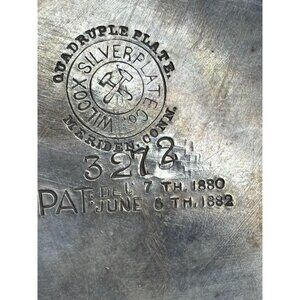 QUADRUPLE PLATE.
WILCOX SILVERPLATE Co.
MERIDEN. CONN.
3272
PAT. DEC. 7 TH. 1880
JUNE 6 TH. 1882